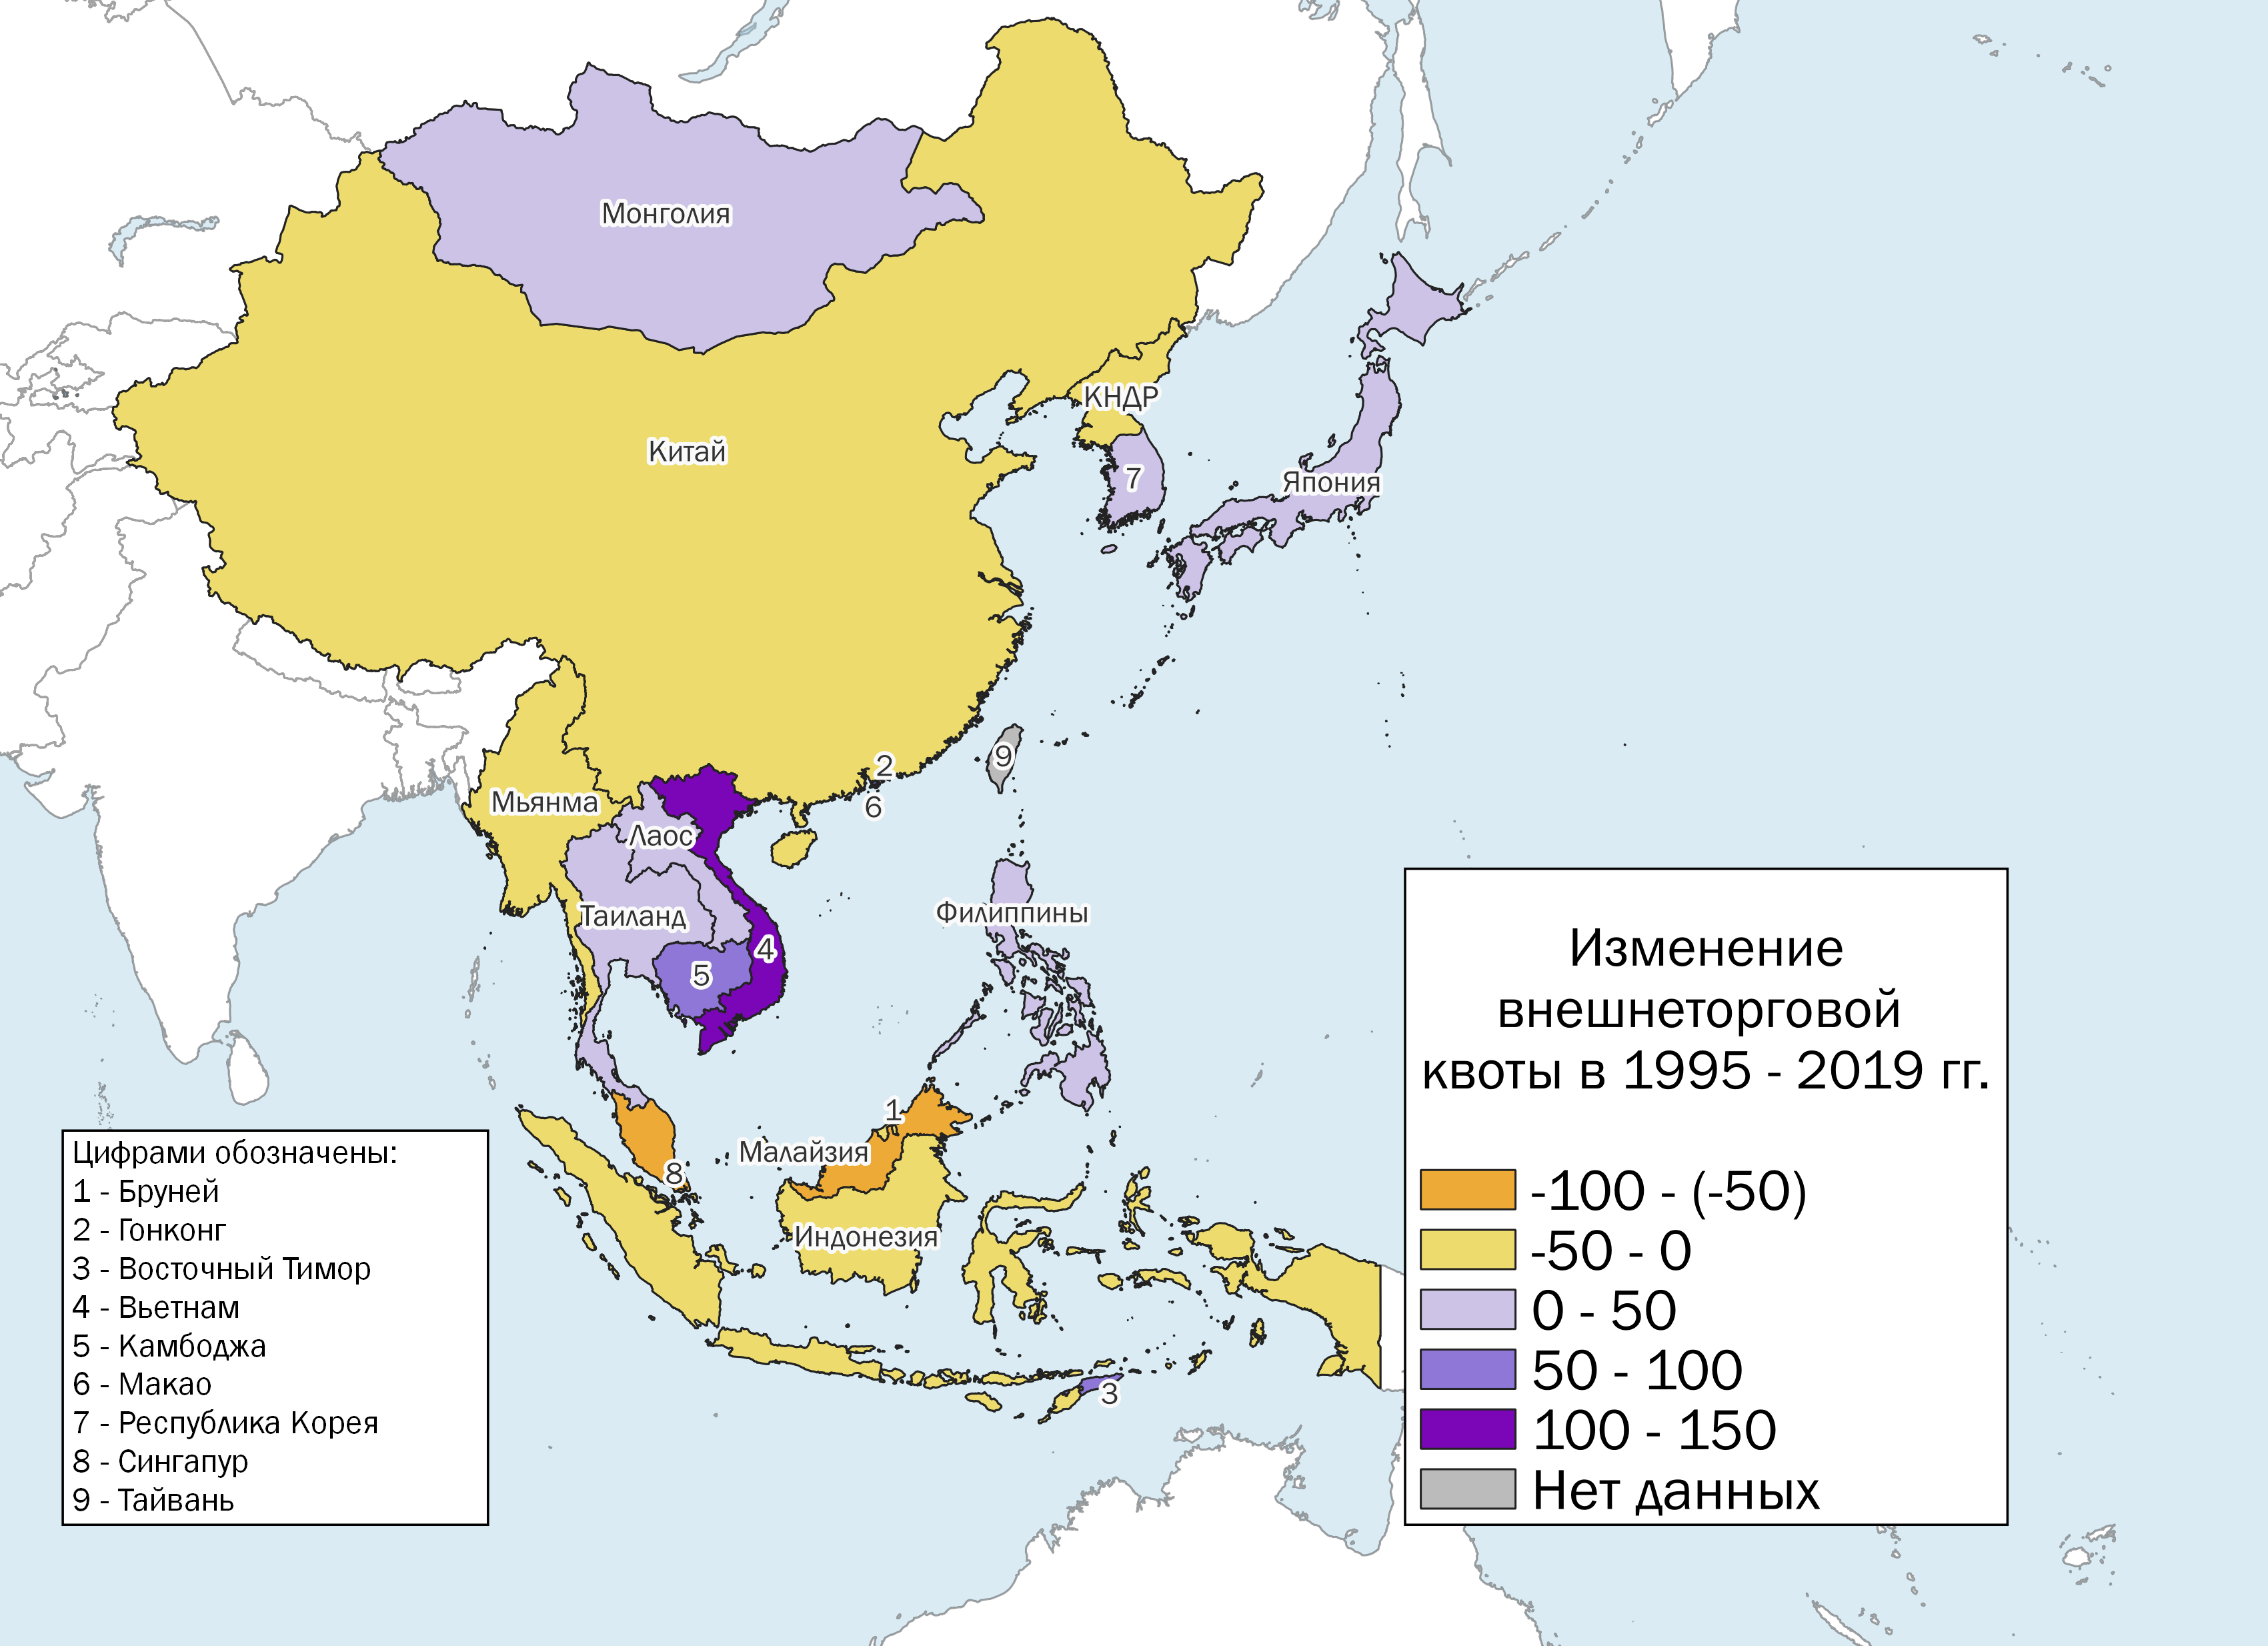 Монголия
КНДР
Китай
7
Япония
2
9
6
Мьянма
Лаос
Таиланд
Филиппины
4
5
1
Малайзия
8
Индонезия
3
Цифрами обозначены:
1 - Бруней
2 - Гонконг
3 - Восточный Тимор
4 - Вьетнам
5 - Камбоджа
6 - Макао
7 - Республика Корея
8 - Сингапур
9 - Тайвань
Изменение
внешнеторговой
квоты в 1995 - 2019 гг.
-100 - (-50)
-50 - 0
0 - 50
50 - 100
100 - 150
Нет данных